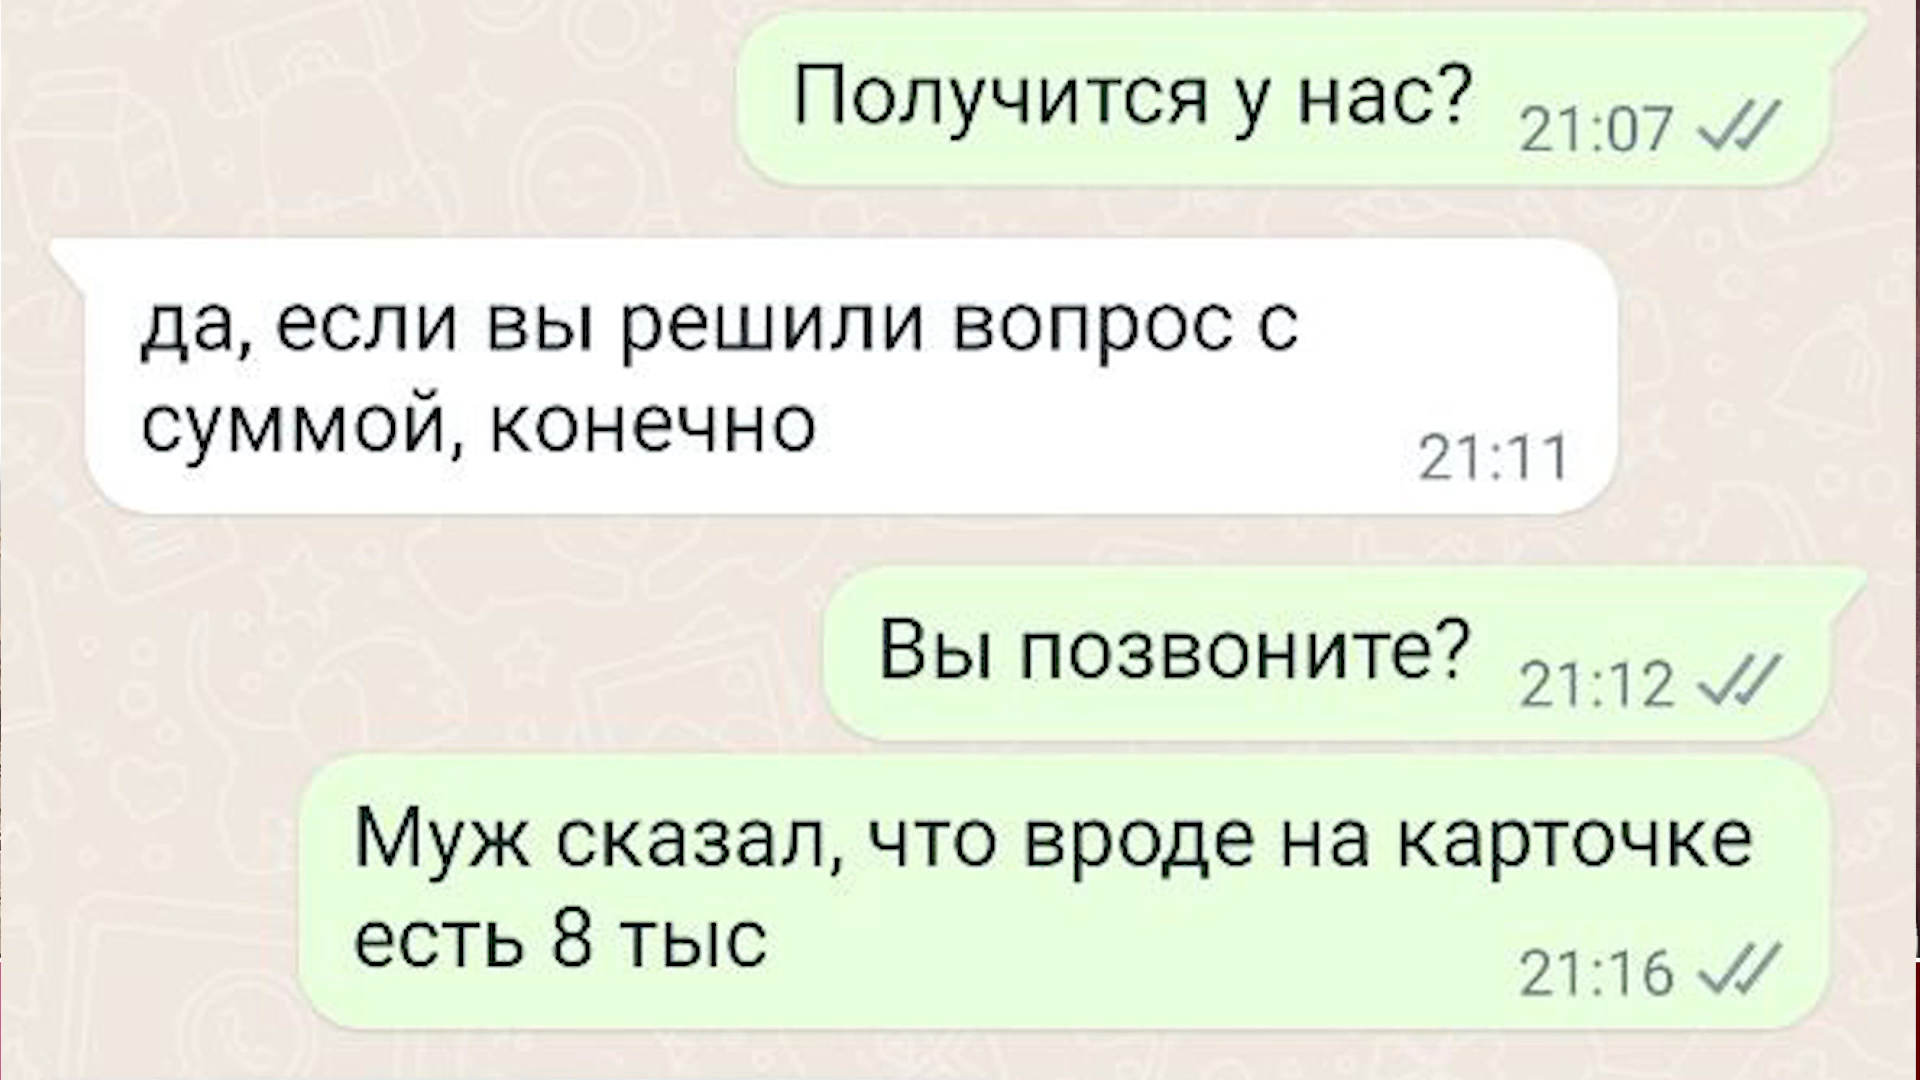 Получится у нас?
21:07
да, если вы решили вопрос с
суммой, конечно
21:11
Вы позвоните?
21:12
Муж сказал, что вроде на карточке
есть 8 тыс
21:16